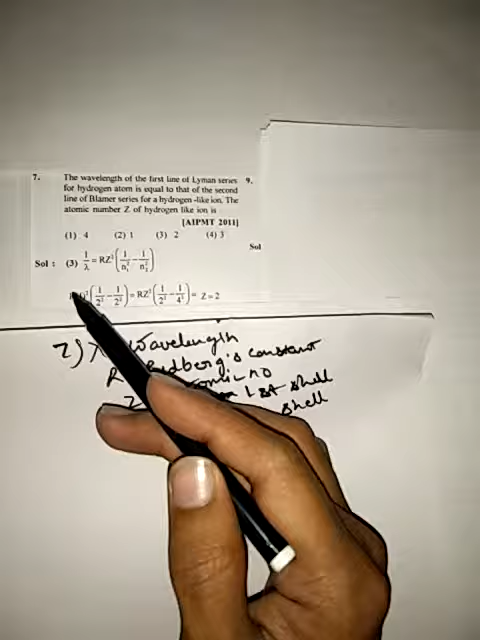 7. The wavelength of the first line of Lyman series
for hydrogen atom is equal to that of the second
line of Blamer series for a hydrogen -like ion. The
atomic number Z of hydrogen like ion is
[AIPMT 2011]
(1) 4 (2) 1 (3) 2 (4) 3
Sol : (3) 1/λ = RZ²(1/n₁² − 1/n₂²)
(1/2² − 1/2²) = RZ²(1/2² − 1/4²) = Z = 2
9.
Sol
2) λ Wavelength
R Rydberg's constant
no
1st shell
shell